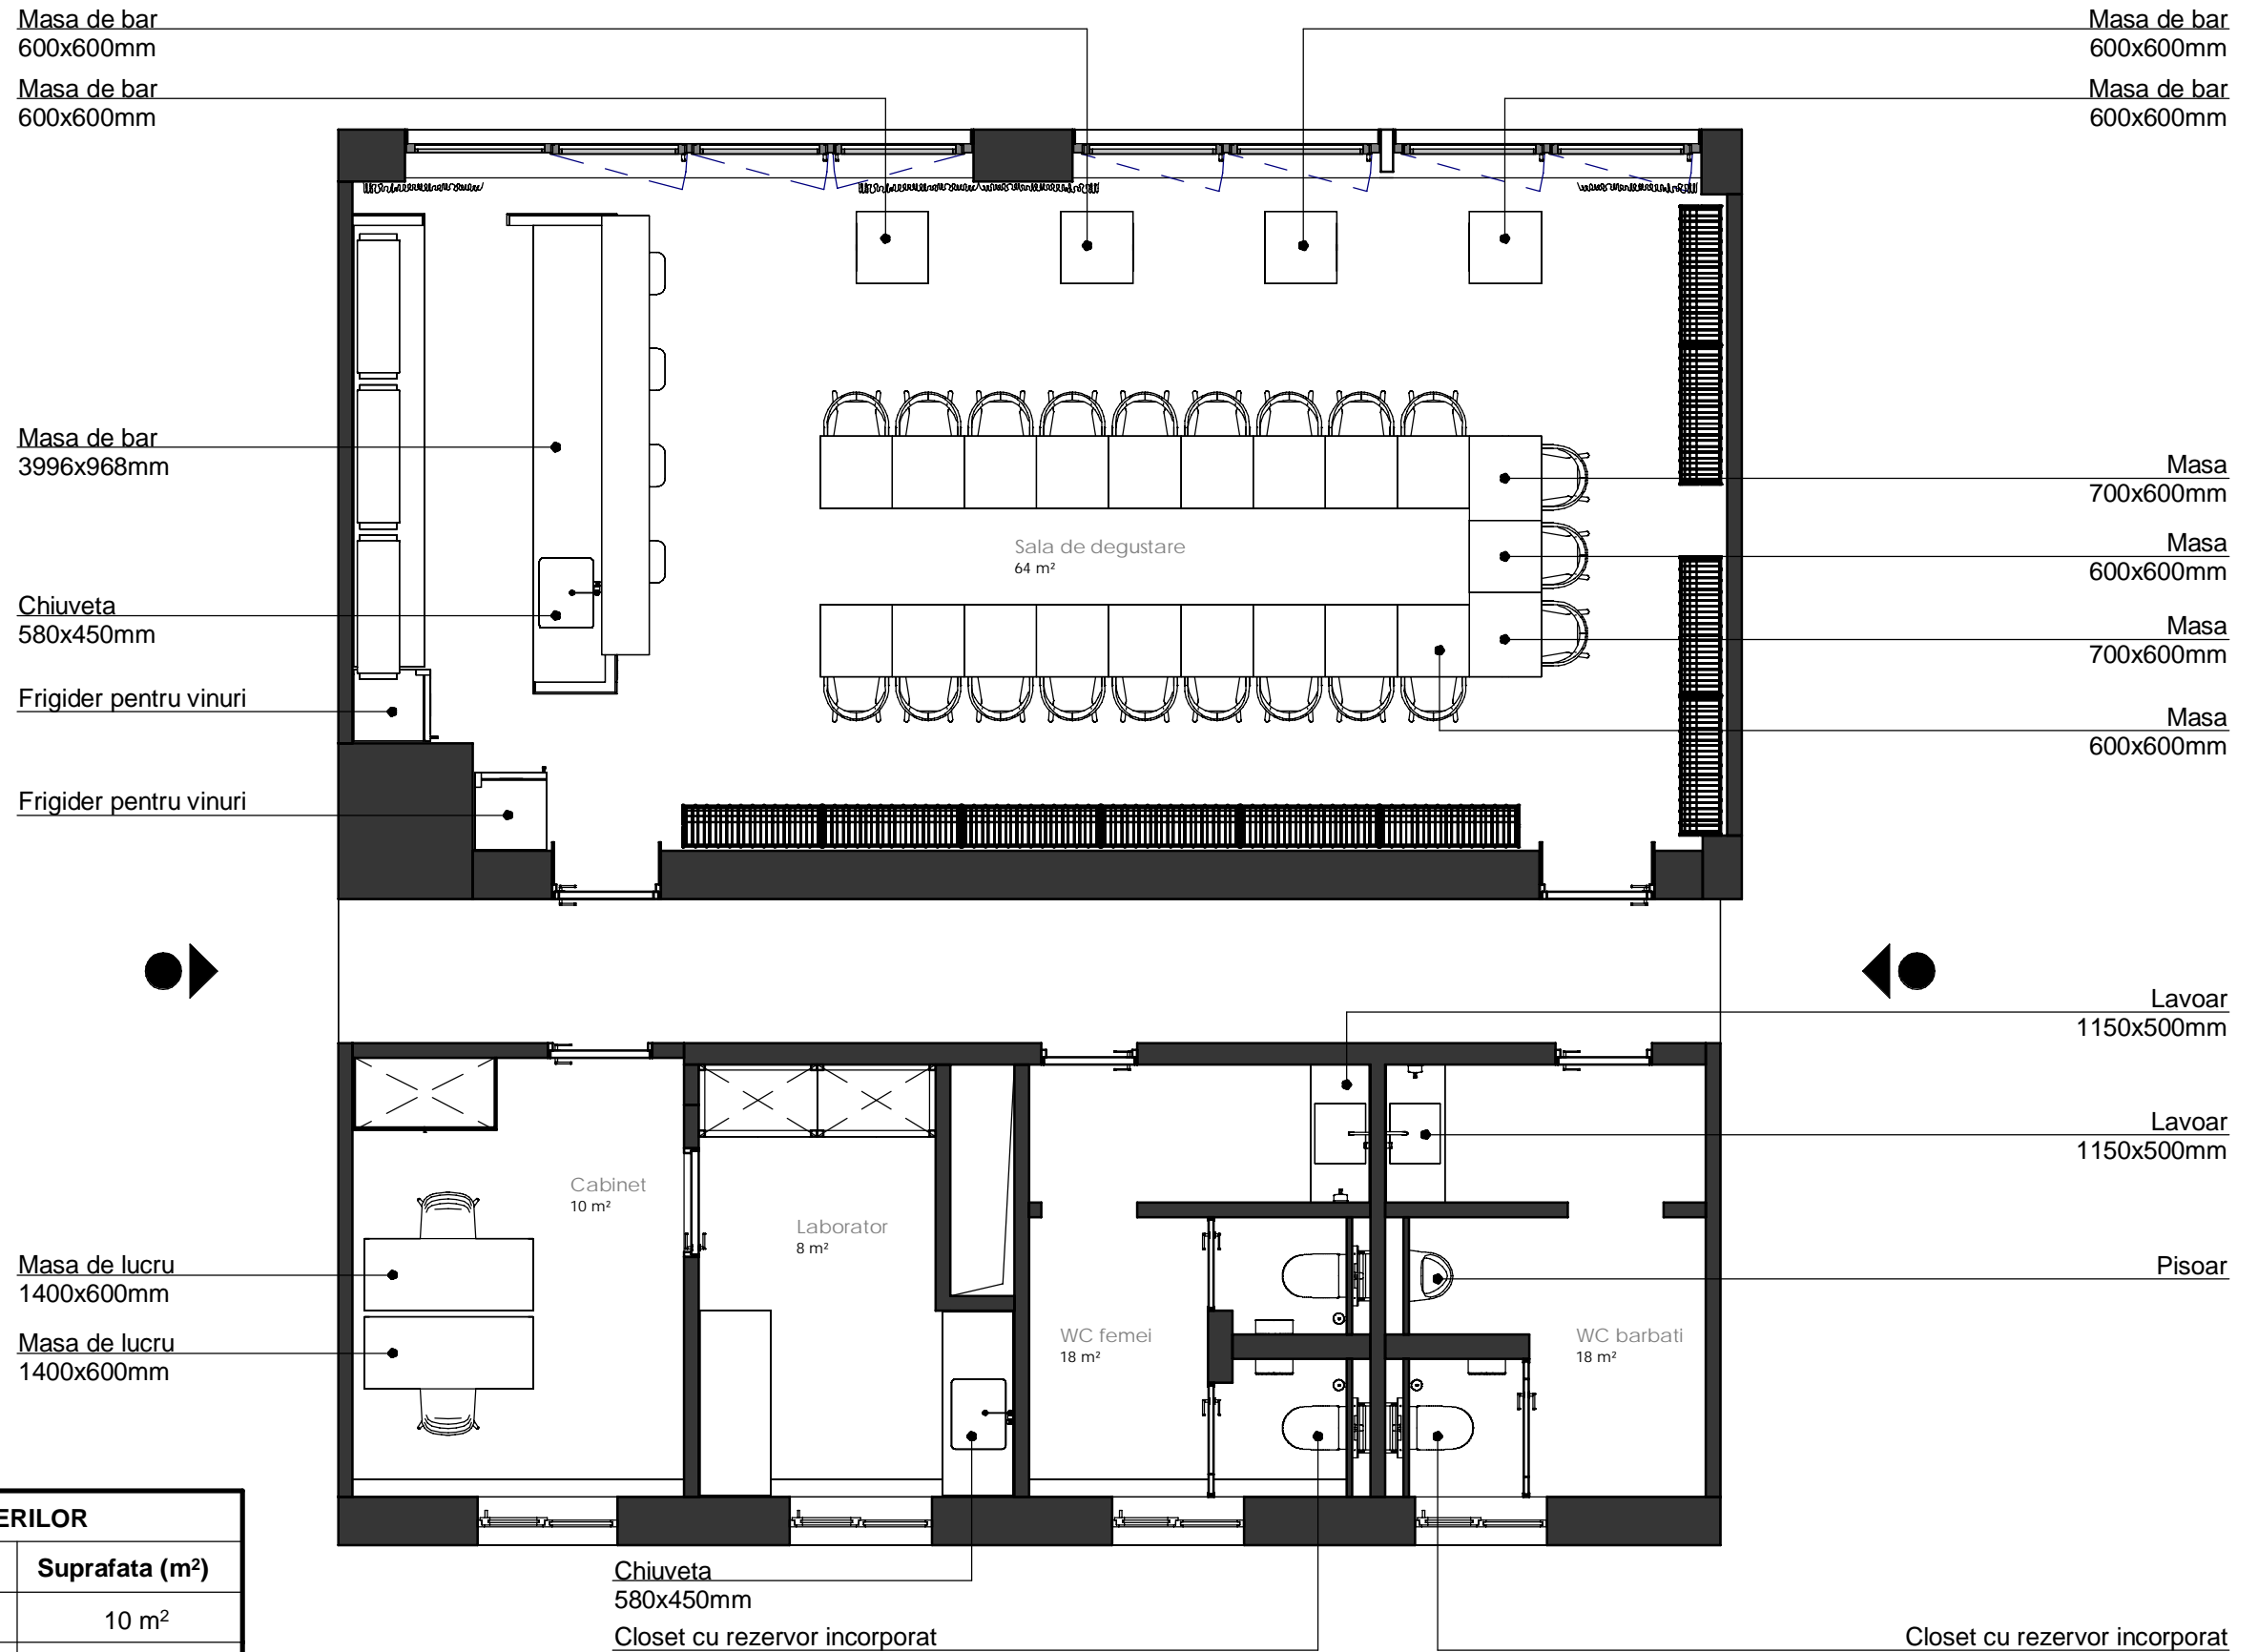 Masa de bar
600x600mm
Masa de bar
600x600mm
Masa de bar
600x600mm
Masa de bar
600x600mm
Masa de bar
3996x968mm
Chiuveta
580x450mm
Frigider pentru vinuri
Frigider pentru vinuri
Sala de degustare
64 m²
Masa
700x600mm
Masa
600x600mm
Masa
700x600mm
Masa
600x600mm
Lavoar
1150x500mm
Lavoar
1150x500mm
Pisoar
Cabinet
10 m²
Laborator
8 m²
WC femei
18 m²
WC barbati
18 m²
Masa de lucru
1400x600mm
Masa de lucru
1400x600mm
ERILOR
Suprafata (m²)
10 m²
Chiuveta
580x450mm
Closet cu rezervor incorporat
Closet cu rezervor incorporat